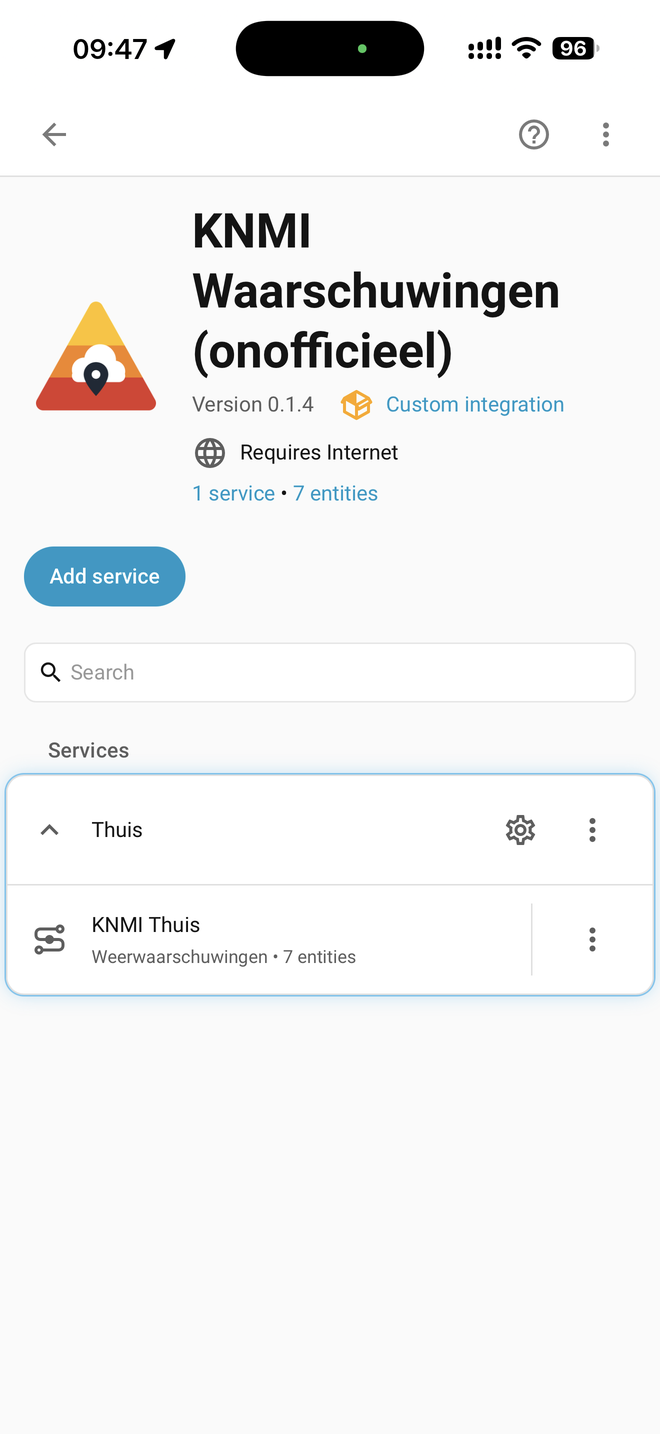 09:47
96
KNMI
Waarschuwingen
(onofficieel)
Version 0.1.4 Custom integration
Requires Internet
1 service • 7 entities
Add service
Search
Services
Thuis
KNMI Thuis
Weerwaarschuwingen • 7 entities